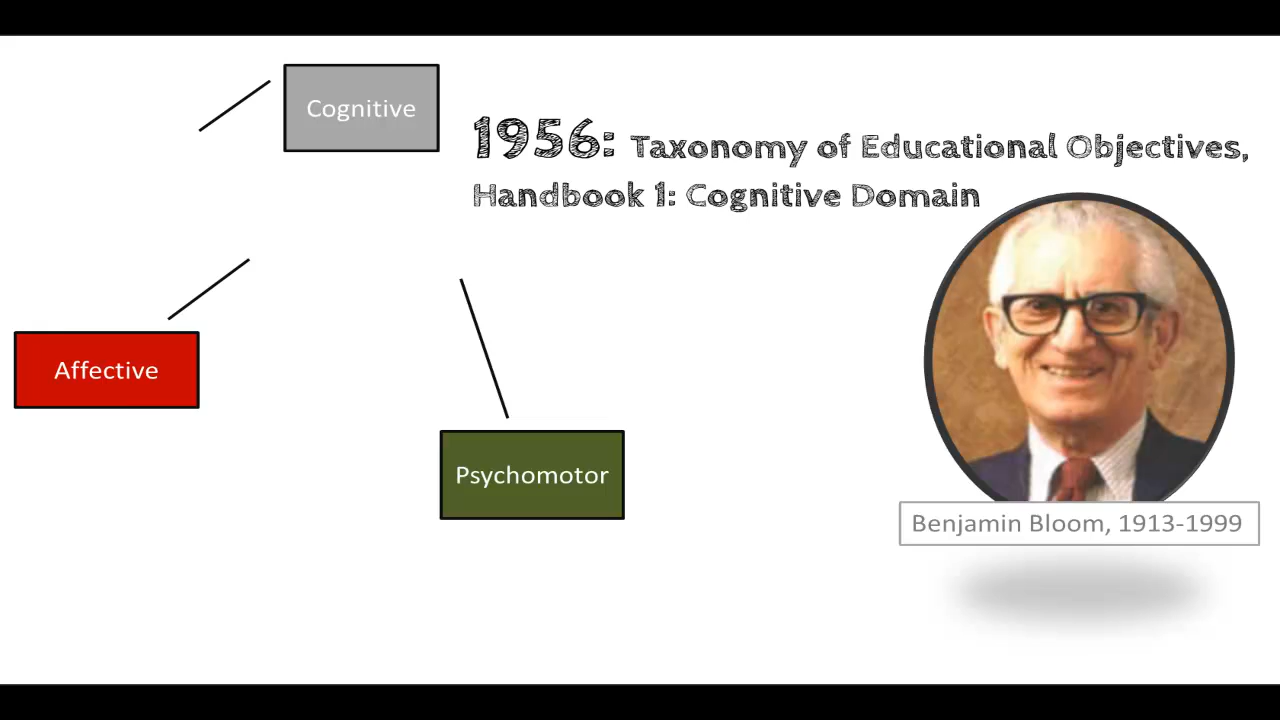 Cognitive
1956: Taxonomy of Educational Objectives,
Handbook 1: Cognitive Domain
Affective
Psychomotor
Benjamin Bloom, 1913-1999